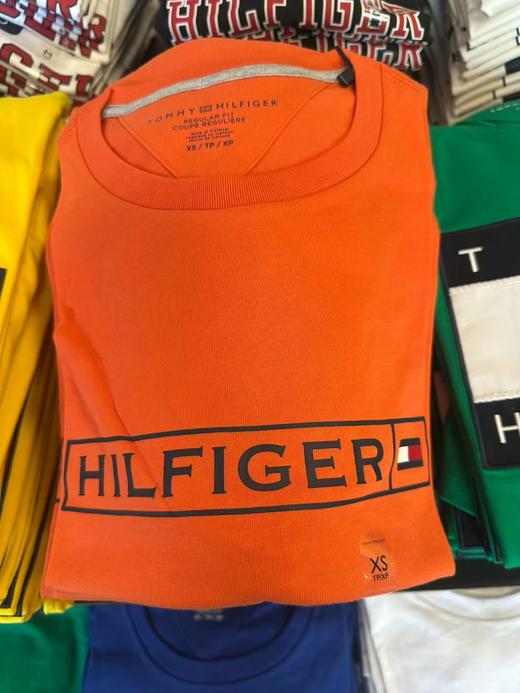 HILFIGER
TOMMY HILFIGER
REGULAR FIT
COUPE RÉGULIÈRE
XS / TP / XP
T
H
HILFIGER
XS
TP/XP